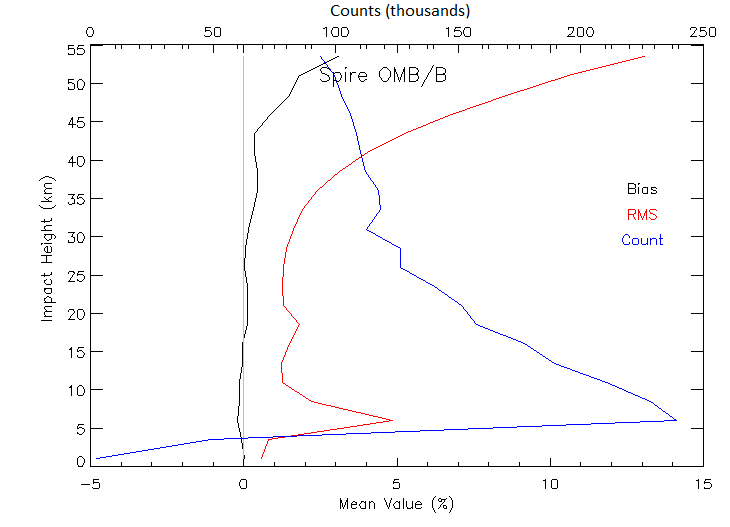 Counts (thousands)
0 50 100 150 200 250
Spire OMB/B
55
50
45
40
35
30
25
20
15
10
5
0
Impact Height (km)
Bias
RMS
Count
-5 0 5 10 15
Mean Value (%)